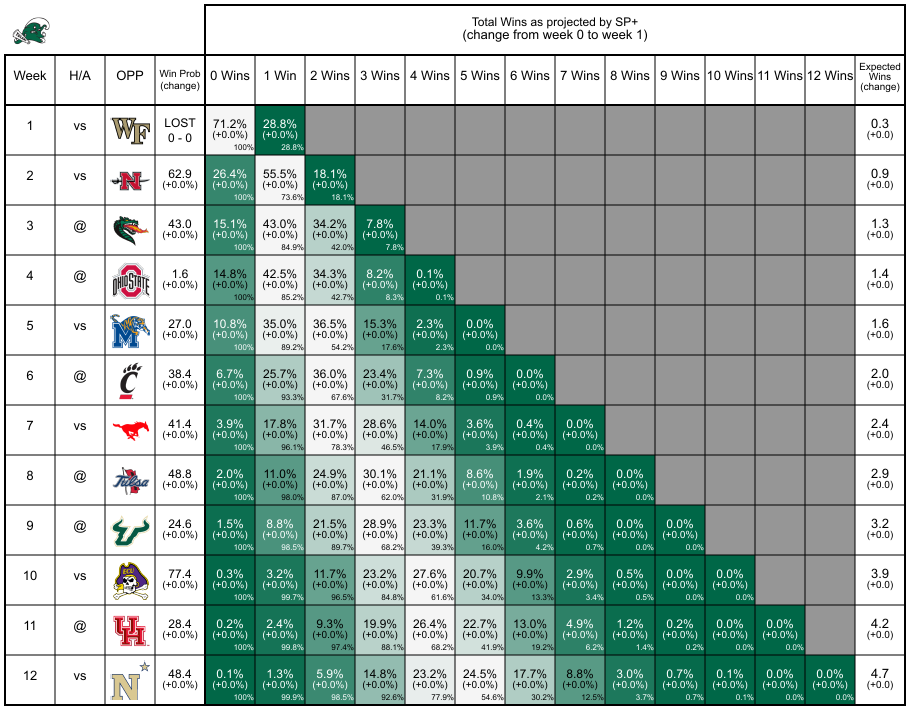 Total Wins as projected by SP+
(change from week 0 to week 1)
Week H/A OPP Win Prob (change) 0 Wins 1 Win 2 Wins 3 Wins 4 Wins 5 Wins 6 Wins 7 Wins 8 Wins 9 Wins 10 Wins 11 Wins 12 Wins Expected Wins (change)
1 vs WF LOST 71.2% 28.8% 0.3
0 - 0 (+0.0%) (+0.0%) (+0.0)
100% 28.8%
2 vs N 62.9 26.4% 55.5% 18.1% 0.9
(+0.0%) (+0.0%) (+0.0%) (+0.0%) (+0.0)
100% 73.6% 18.1%
3 @ 43.0 15.1% 43.0% 34.2% 7.8% 1.3
(+0.0%) (+0.0%) (+0.0%) (+0.0%) (+0.0%) (+0.0)
100% 84.9% 42.0% 7.8%
4 @ OHIO STATE 1.6 14.8% 42.5% 34.3% 8.2% 0.1% 1.4
(+0.0%) (+0.0%) (+0.0%) (+0.0%) (+0.0%) (+0.0%) (+0.0)
100% 85.2% 42.7% 8.3% 0.1%
5 vs M 27.0 10.8% 35.0% 36.5% 15.3% 2.3% 0.0% 1.6
(+0.0%) (+0.0%) (+0.0%) (+0.0%) (+0.0%) (+0.0%) (+0.0%) (+0.0)
100% 89.2% 54.2% 17.6% 2.3% 0.0%
6 @ C 38.4 6.7% 25.7% 36.0% 23.4% 7.3% 0.9% 0.0% 2.0
(+0.0%) (+0.0%) (+0.0%) (+0.0%) (+0.0%) (+0.0%) (+0.0%) (+0.0%) (+0.0)
100% 93.3% 67.6% 31.7% 8.2% 0.9% 0.0%
7 vs 41.4 3.9% 17.8% 31.7% 28.6% 14.0% 3.6% 0.4% 0.0% 2.4
(+0.0%) (+0.0%) (+0.0%) (+0.0%) (+0.0%) (+0.0%) (+0.0%) (+0.0%) (+0.0%) (+0.0)
100% 96.1% 78.3% 46.5% 17.9% 3.9% 0.4% 0.0%
8 @ Tulsa 48.8 2.0% 11.0% 24.9% 30.1% 21.1% 8.6% 1.9% 0.2% 0.0% 2.9
(+0.0%) (+0.0%) (+0.0%) (+0.0%) (+0.0%) (+0.0%) (+0.0%) (+0.0%) (+0.0%) (+0.0%) (+0.0)
100% 98.0% 87.0% 62.0% 31.9% 10.8% 2.1% 0.2% 0.0%
9 @ 24.6 1.5% 8.8% 21.5% 28.9% 23.3% 11.7% 3.6% 0.6% 0.0% 0.0% 3.2
(+0.0%) (+0.0%) (+0.0%) (+0.0%) (+0.0%) (+0.0%) (+0.0%) (+0.0%) (+0.0%) (+0.0%) (+0.0%) (+0.0)
100% 98.5% 89.7% 68.2% 39.3% 16.0% 4.2% 0.7% 0.0% 0.0%
10 vs ECU 77.4 0.3% 3.2% 11.7% 23.2% 27.6% 20.7% 9.9% 2.9% 0.5% 0.0% 0.0% 3.9
(+0.0%) (+0.0%) (+0.0%) (+0.0%) (+0.0%) (+0.0%) (+0.0%) (+0.0%) (+0.0%) (+0.0%) (+0.0%) (+0.0%) (+0.0)
100% 99.7% 96.5% 84.8% 61.6% 34.0% 13.3% 3.4% 0.5% 0.0% 0.0%
11 @ UH 28.4 0.2% 2.4% 9.3% 19.9% 26.4% 22.7% 13.0% 4.9% 1.2% 0.2% 0.0% 0.0% 4.2
(+0.0%) (+0.0%) (+0.0%) (+0.0%) (+0.0%) (+0.0%) (+0.0%) (+0.0%) (+0.0%) (+0.0%) (+0.0%) (+0.0%) (+0.0%) (+0.0)
100% 99.8% 97.4% 88.1% 68.2% 41.9% 19.2% 6.2% 1.4% 0.2% 0.0% 0.0%
12 vs N 48.4 0.1% 1.3% 5.9% 14.8% 23.2% 24.5% 17.7% 8.8% 3.0% 0.7% 0.1% 0.0% 0.0% 4.7
(+0.0%) (+0.0%) (+0.0%) (+0.0%) (+0.0%) (+0.0%) (+0.0%) (+0.0%) (+0.0%) (+0.0%) (+0.0%) (+0.0%) (+0.0%) (+0.0%) (+0.0)
100% 99.9% 98.5% 92.6% 77.9% 54.6% 30.2% 12.5% 3.7% 0.7% 0.1% 0.0% 0.0%